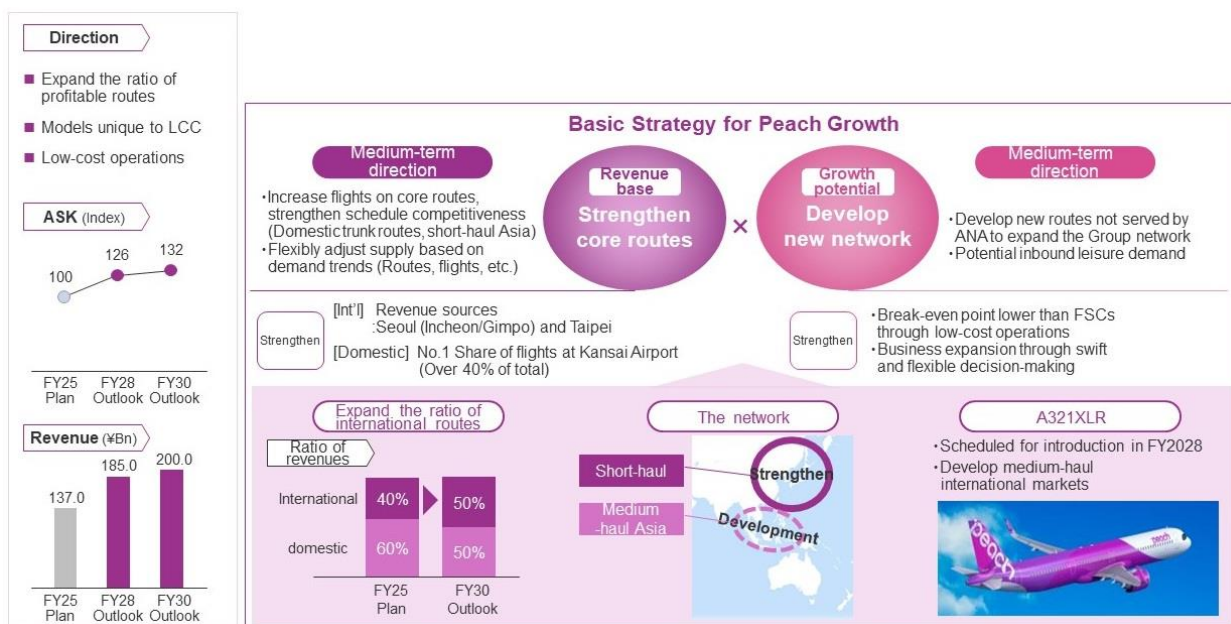 Direction
■ Expand the ratio of
profitable routes
■ Models unique to LCC
■ Low-cost operations
ASK (Index)
100
126
132
FY25
Plan
FY28
Outlook
FY30
Outlook
Revenue (¥Bn)
137.0
185.0
200.0
FY25
Plan
FY28
Outlook
FY30
Outlook
Basic Strategy for Peach Growth
Medium-term
direction
・Increase flights on core routes,
strengthen schedule competitiveness
(Domestic trunk routes, short-haul Asia)
・Flexibly adjust supply based on
demand trends (Routes, flights, etc.)
Revenue
base
Strengthen
core routes
×
Growth
potential
Develop
new network
Medium-term
direction
・Develop new routes not served by
ANA to expand the Group network
・Potential inbound leisure demand
Strengthen
[Int'l] Revenue sources
:Seoul (Incheon/Gimpo) and Taipei
[Domestic] No.1 Share of flights at Kansai Airport
(Over 40% of total)
Strengthen
・Break-even point lower than FSCs
through low-cost operations
・Business expansion through swift
and flexible decision-making
Expand the ratio of
international routes
Ratio of
revenues
International
40%
50%
domestic
60%
50%
FY25
Plan
FY30
Outlook
The network
Short-haul
Strengthen
Medium
-haul Asia
Development
A321XLR
・Scheduled for introduction in FY2028
・Develop medium-haul
international markets
peach
peach